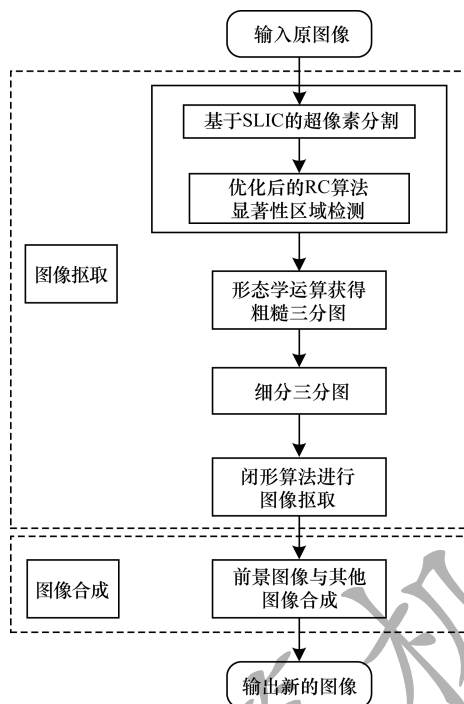 输入原图像
基于SLIC的超像素分割
优化后的RC算法
显著性区域检测
图像抠取
形态学运算获得
粗糙三分图
细分三分图
闭形算法进行
图像抠取
图像合成
前景图像与其他
图像合成
输出新的图像
机